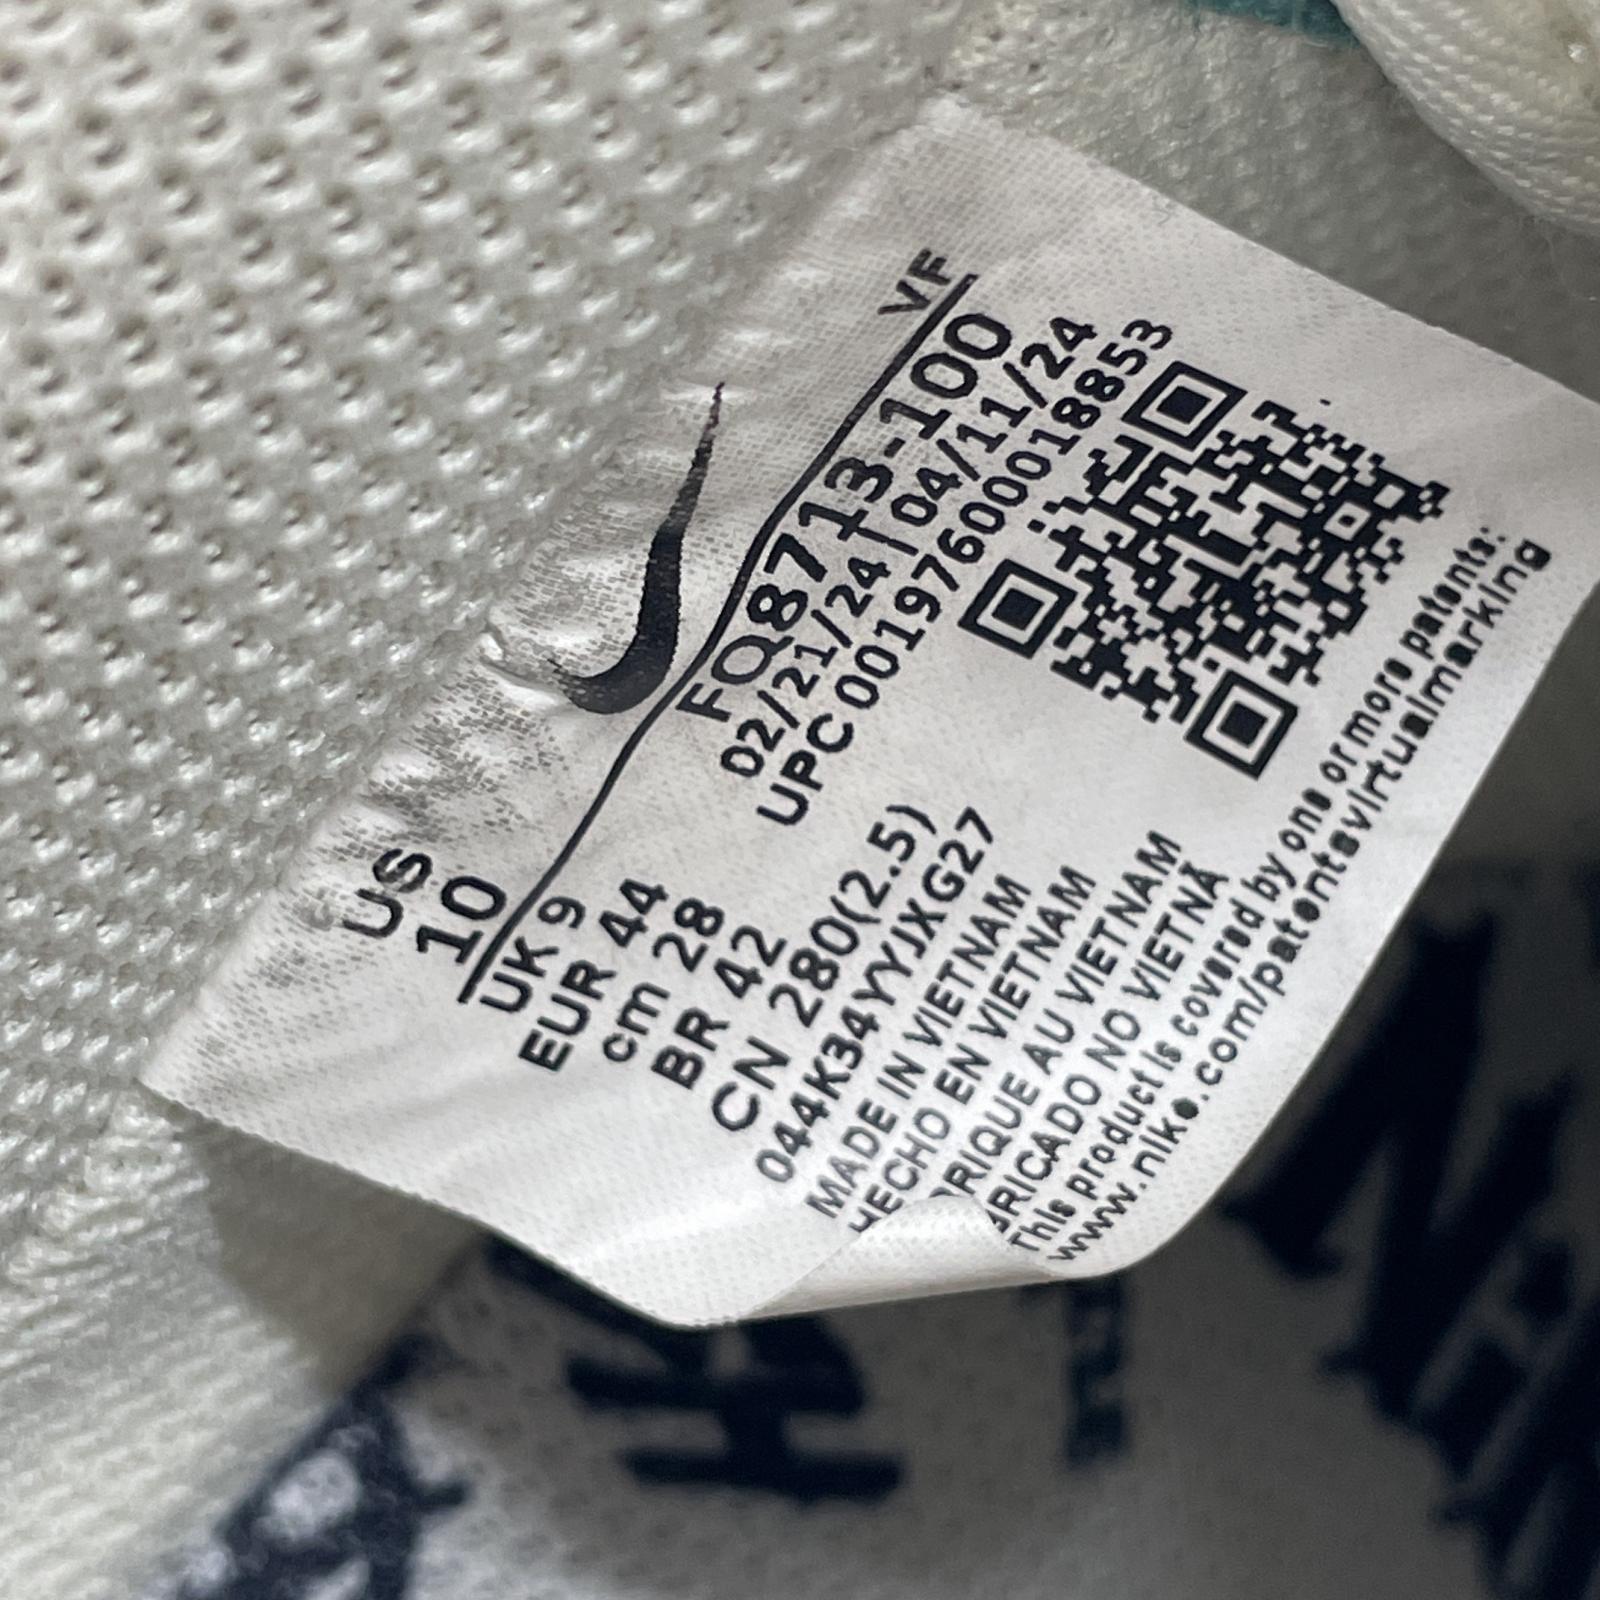 US
10
VF
FQ8713-100
02/21/24|04/11/24
UPC 00197600018853
UK 9
EUR 44
cm 28
BR 42
CN 280(2.5)
044K34YYJXG27
MADE IN VIETNAM
HECHO EN VIETNAM
BRIQUE AU VIETNAM
BRICADO NO VIETNÃ
This product is covered by one or more patents:
www.nike.com/patentsvirtualmarking